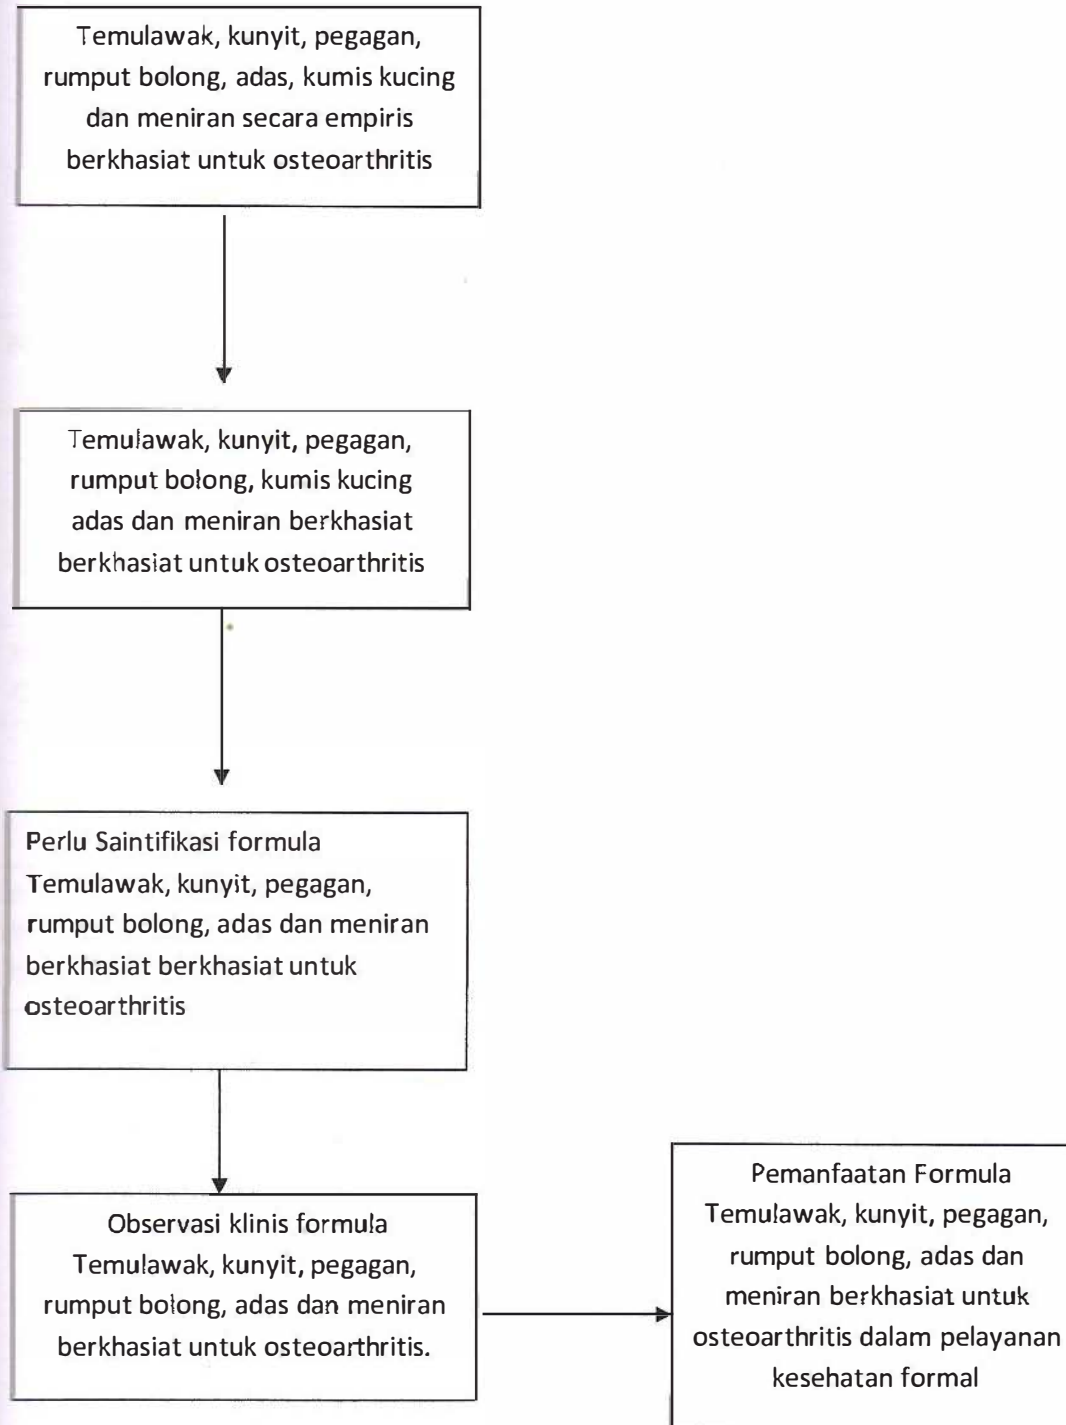 Temulawak, kunyit, pegagan,
rumput bolong, adas, kumis kucing
dan meniran secara empiris
berkhasiat untuk osteoarthritis
Temulawak, kunyit, pegagan,
rumput bolong, kumis kucing
adas dan meniran berkhasiat
berkhasiat untuk osteoarthritis
Perlu Saintifikasi formula
Temulawak, kunyit, pegagan,
rumput bolong, adas dan meniran
berkhasiat berkhasiat untuk
osteoarthritis
Observasi klinis formula
Temulawak, kunyit, pegagan,
rumput bolong, adas dan meniran
berkhasiat untuk osteoarthritis.
Pemanfaatan Formula
Temulawak, kunyit, pegagan,
rumput bolong, adas dan
meniran berkhasiat untuk
osteoarthritis dalam pelayanan
kesehatan formal